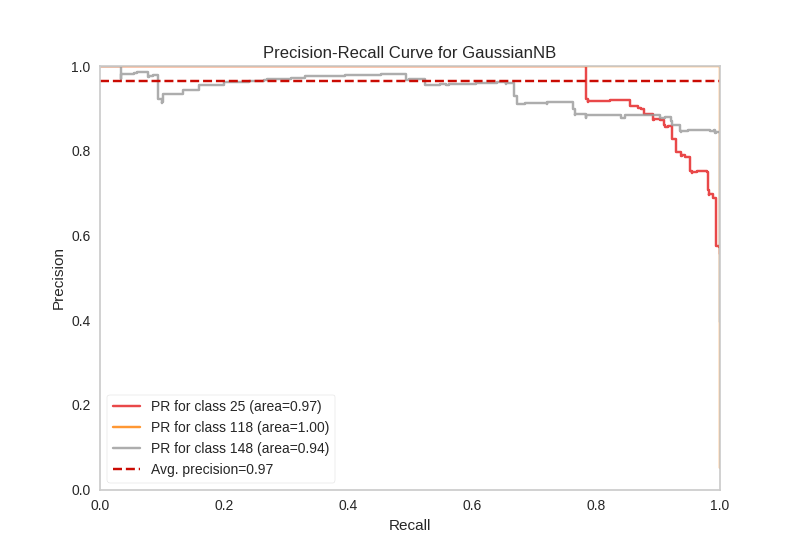 Precision-Recall Curve for GaussianNB
1.0
0.8
0.6
0.4
0.2
0.0
Precision
PR for class 25 (area=0.97)
PR for class 118 (area=1.00)
PR for class 148 (area=0.94)
Avg. precision=0.97
0.0 0.2 0.4 0.6 0.8 1.0
Recall